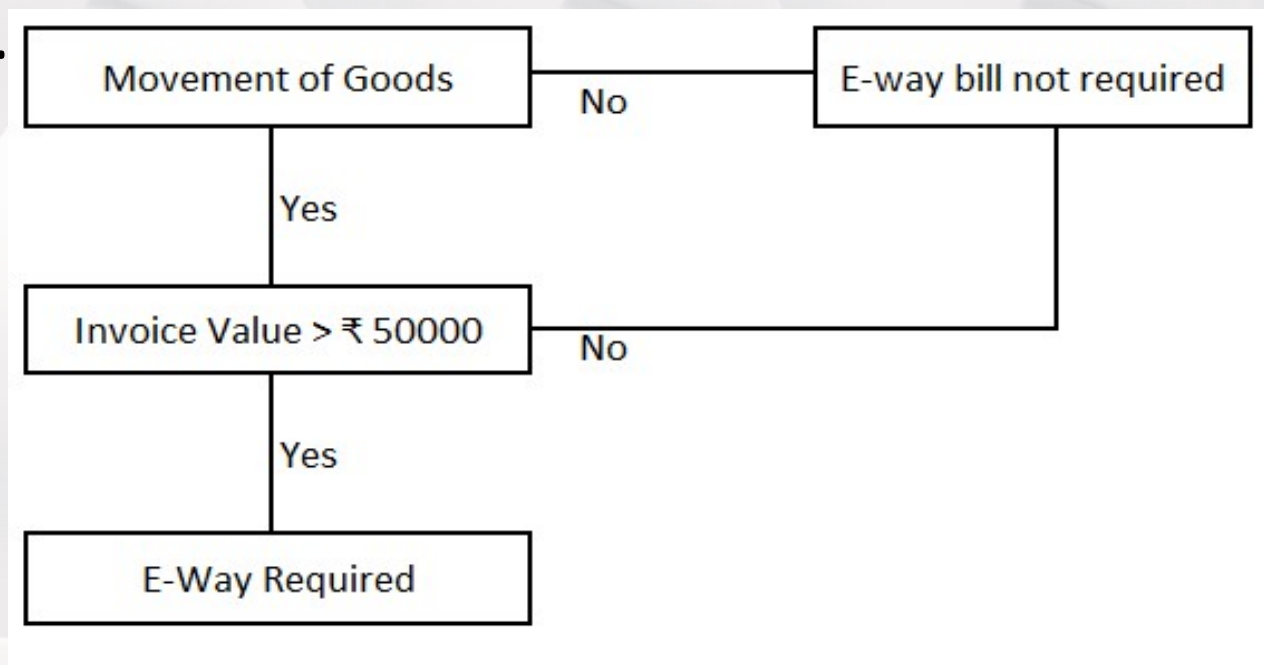 Movement of Goods
No
E-way bill not required
Yes
Invoice Value > ₹ 50000
No
Yes
E-Way Required